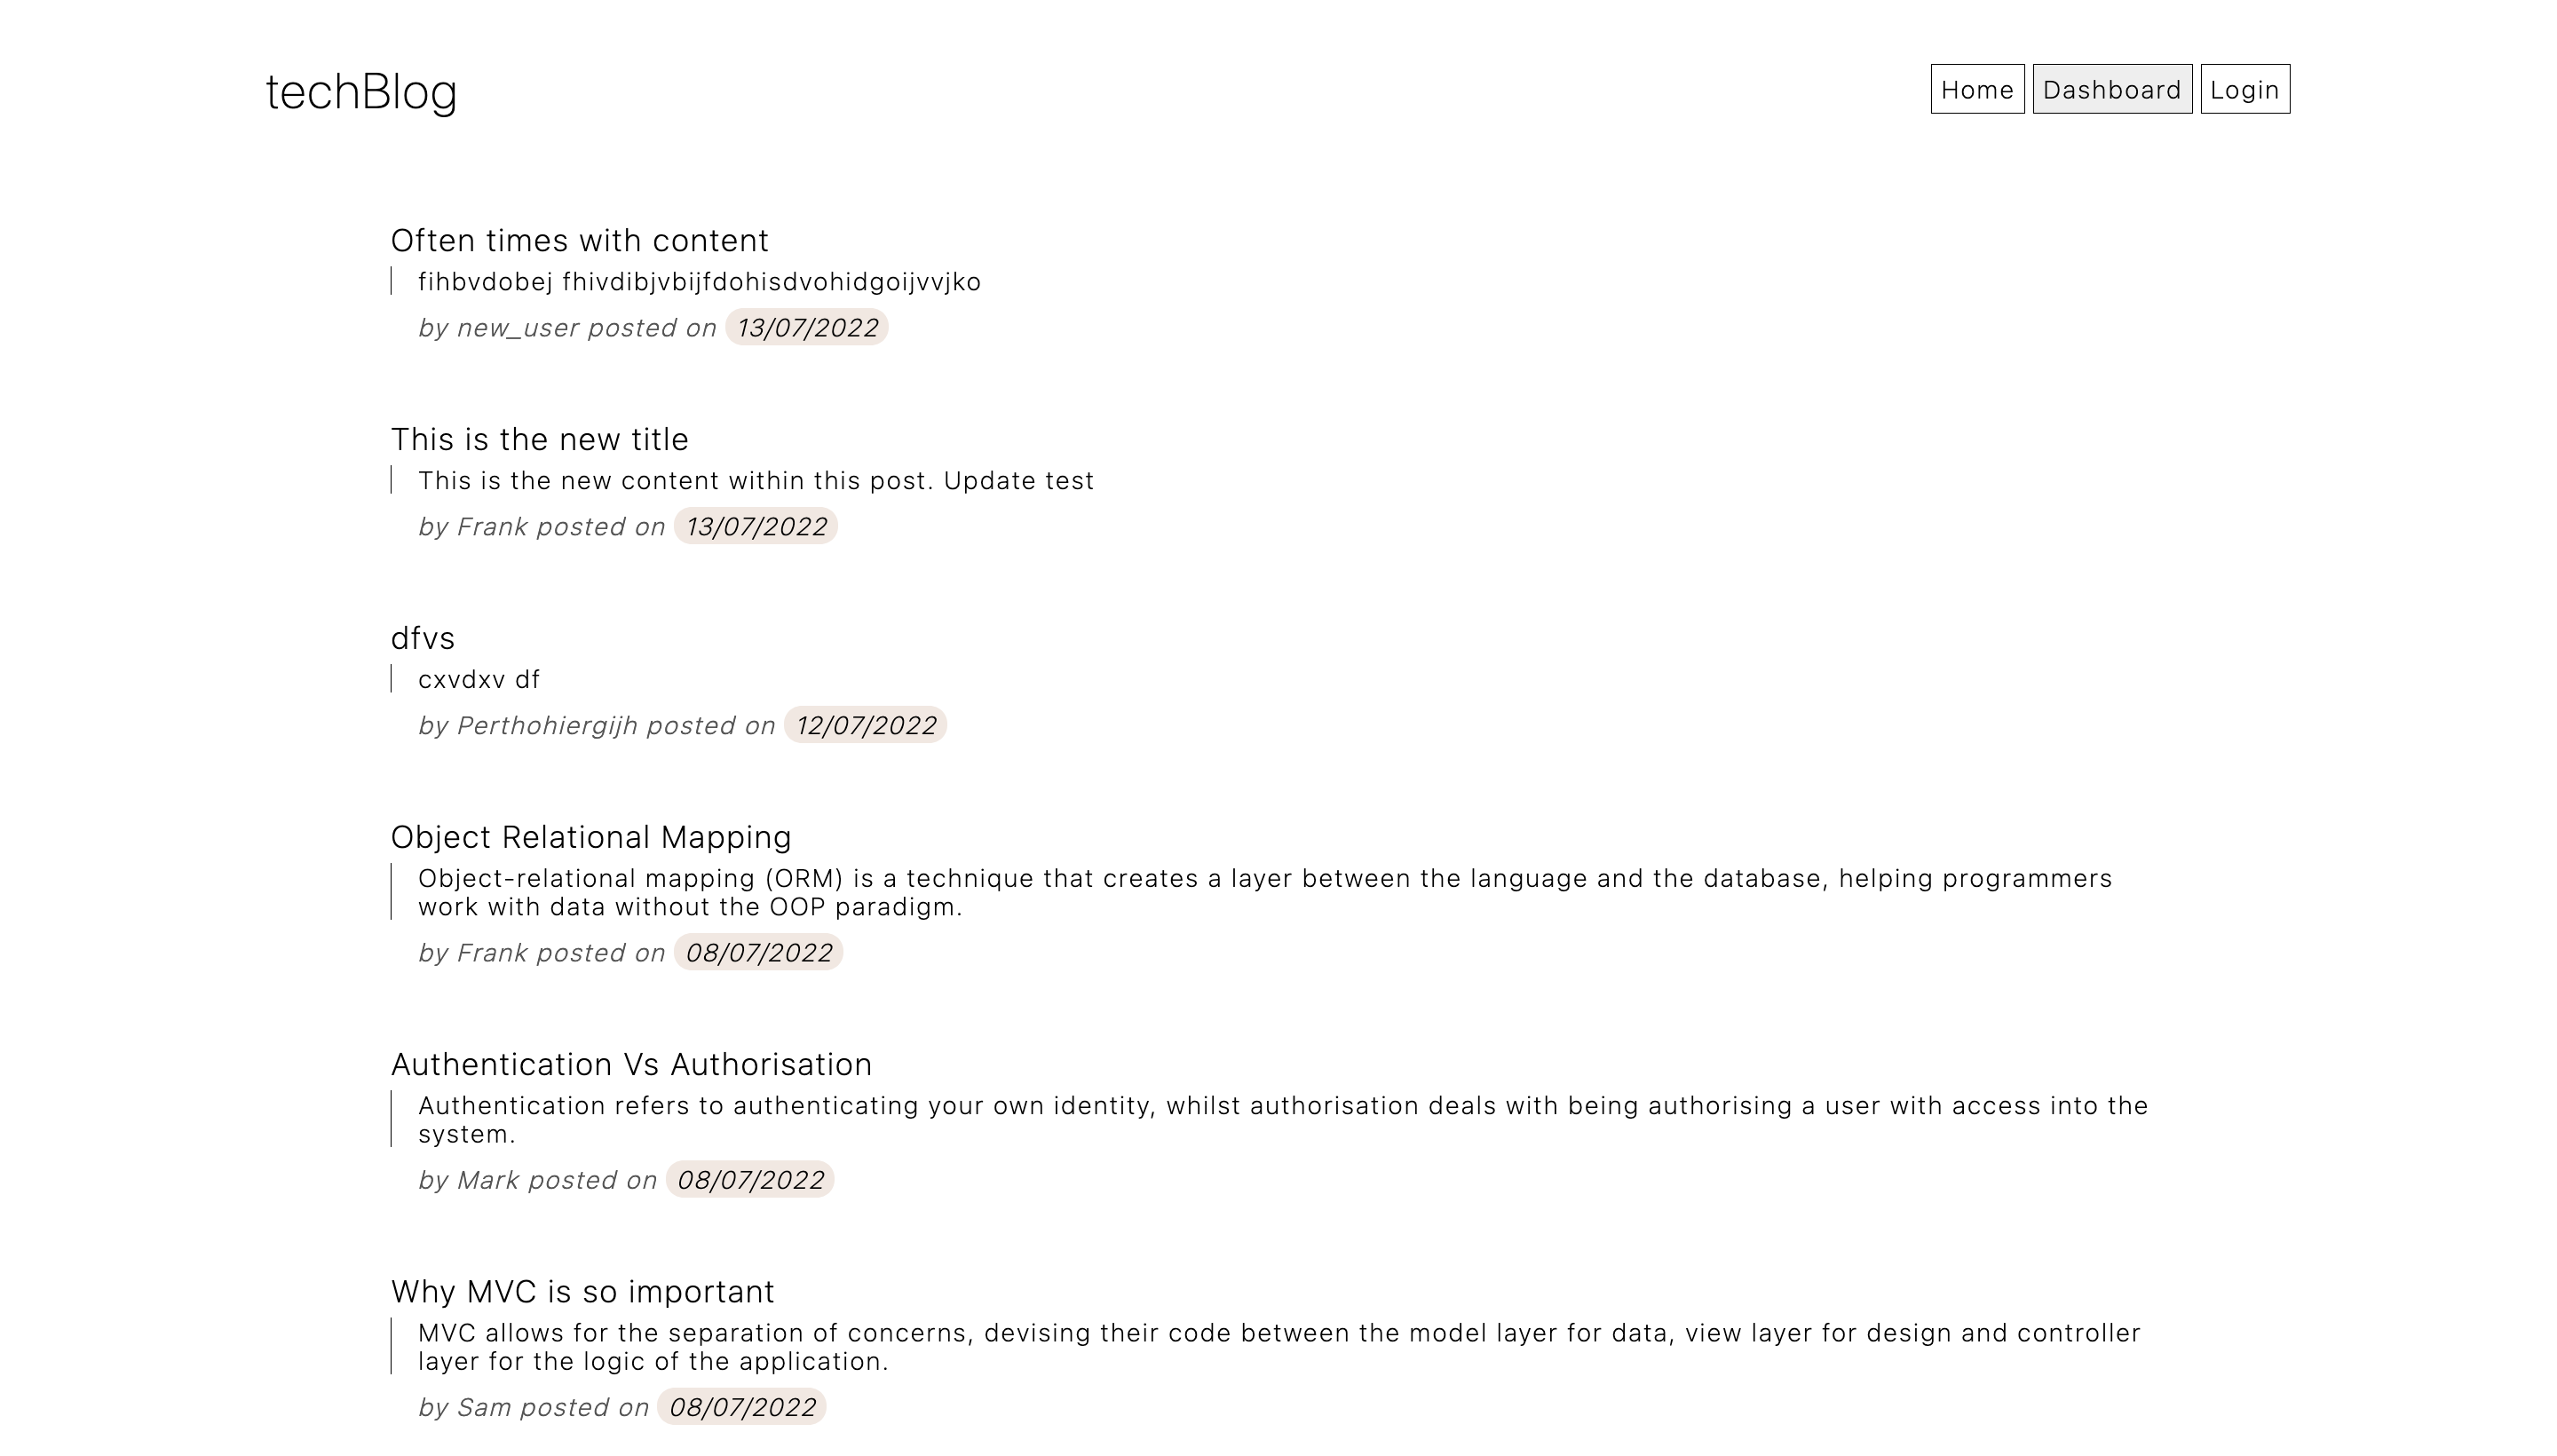 techBlog
Home Dashboard Login
Often times with content
fihbvdobej fhivdibjvbijfdohisdvohidgoijvvjko
by new_user posted on 13/07/2022
This is the new title
This is the new content within this post. Update test
by Frank posted on 13/07/2022
dfvs
cxvdxv df
by Perthohiergijh posted on 12/07/2022
Object Relational Mapping
Object-relational mapping (ORM) is a technique that creates a layer between the language and the database, helping programmers
work with data without the OOP paradigm.
by Frank posted on 08/07/2022
Authentication Vs Authorisation
Authentication refers to authenticating your own identity, whilst authorisation deals with being authorising a user with access into the
system.
by Mark posted on 08/07/2022
Why MVC is so important
MVC allows for the separation of concerns, devising their code between the model layer for data, view layer for design and controller
layer for the logic of the application.
by Sam posted on 08/07/2022